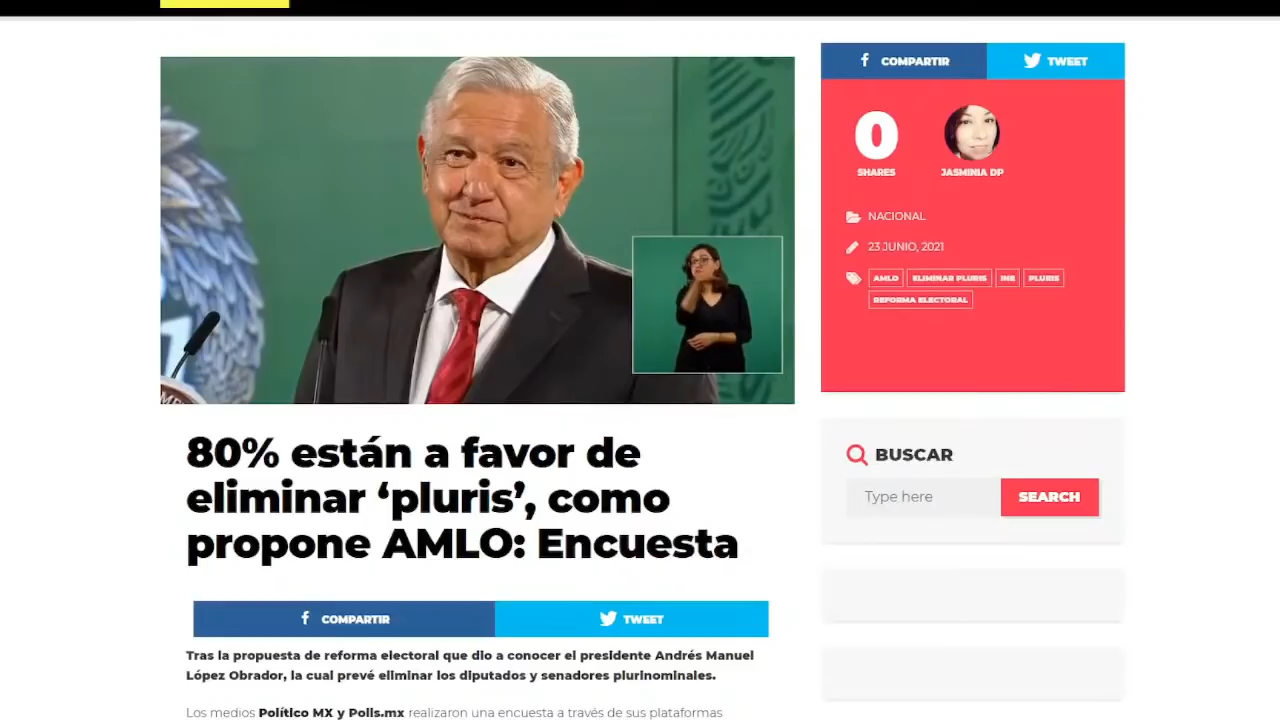 COMPARTIR
TWEET
0
SHARES
JASMINIA DP
NACIONAL
23 JUNIO, 2021
AMLO
ELIMINAR PLURIS
INE
PLURIS
REFORMA ELECTORAL
80% están a favor de
eliminar ‘pluris’, como
propone AMLO: Encuesta
BUSCAR
Type here
SEARCH
COMPARTIR
TWEET
Tras la propuesta de reforma electoral que dio a conocer el presidente Andrés Manuel
López Obrador, la cual prevé eliminar los diputados y senadores plurinominales.
Los medios Político MX y Polis.mx realizaron una encuesta a través de sus plataformas